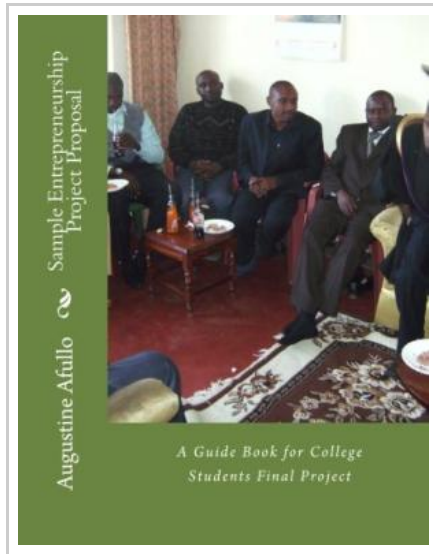 Sample Entrepreneurship
Project Proposal
Augustine Afullo
A Guide Book for College
Students Final Project